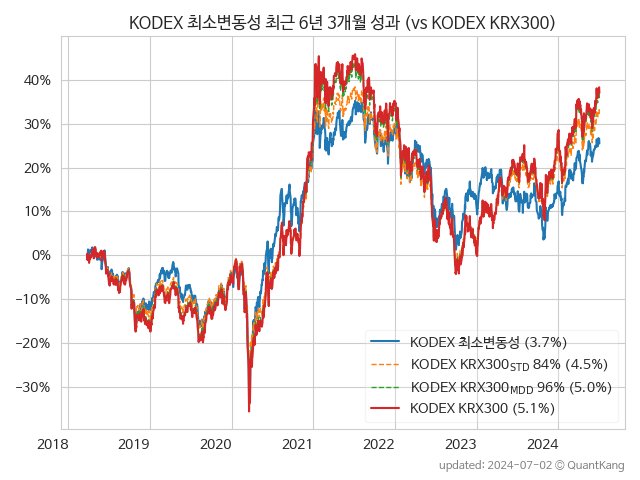 KODEX 최소변동성 최근 6년 3개월 성과 (vs KODEX KRX300)
40%
30%
20%
10%
0%
−10%
−20%
−30%
KODEX 최소변동성 (3.7%)
KODEX KRX300STD 84% (4.5%)
KODEX KRX300MDD 96% (5.0%)
KODEX KRX300 (5.1%)
2018 2019 2020 2021 2022 2023 2024
updated: 2024-07-02 © QuantKang